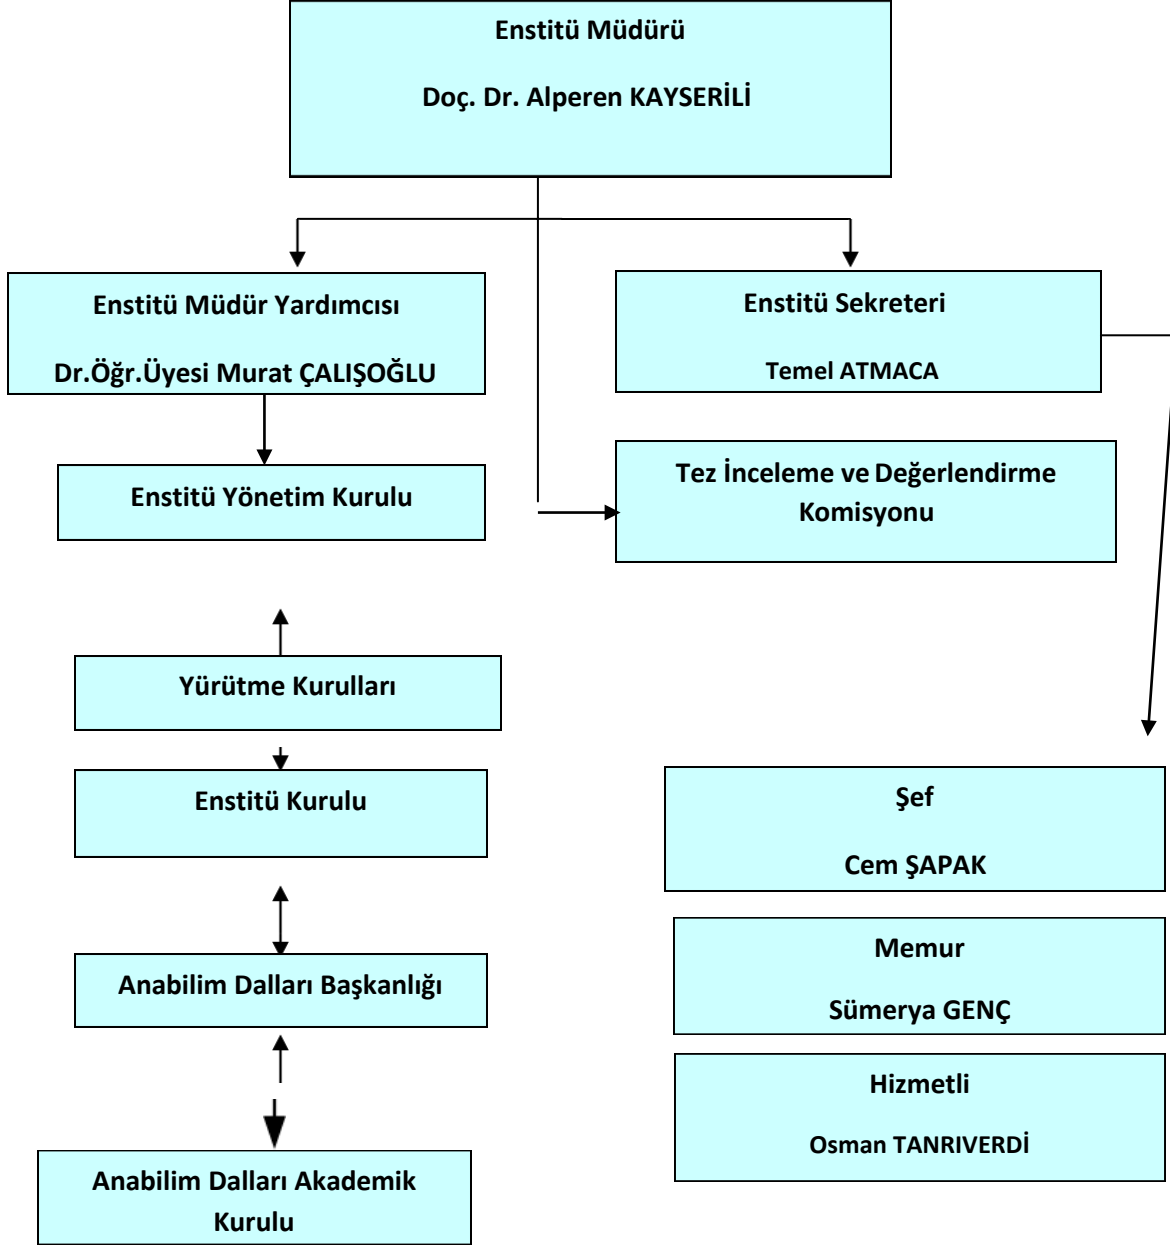 Enstitü Müdürü
Doç. Dr. Alperen KAYSERİLİ
Enstitü Müdür Yardımcısı
Dr.Öğr.Üyesi Murat ÇALIŞOĞLU
Enstitü Sekreteri
Temel ATMACA
Enstitü Yönetim Kurulu
Tez İnceleme ve Değerlendirme
Komisyonu
Yürütme Kurulları
Enstitü Kurulu
Anabilim Dalları Başkanlığı
Anabilim Dalları Akademik
Kurulu
Şef
Cem ŞAPAK
Memur
Sümerya GENÇ
Hizmetli
Osman TANRIVERDİ